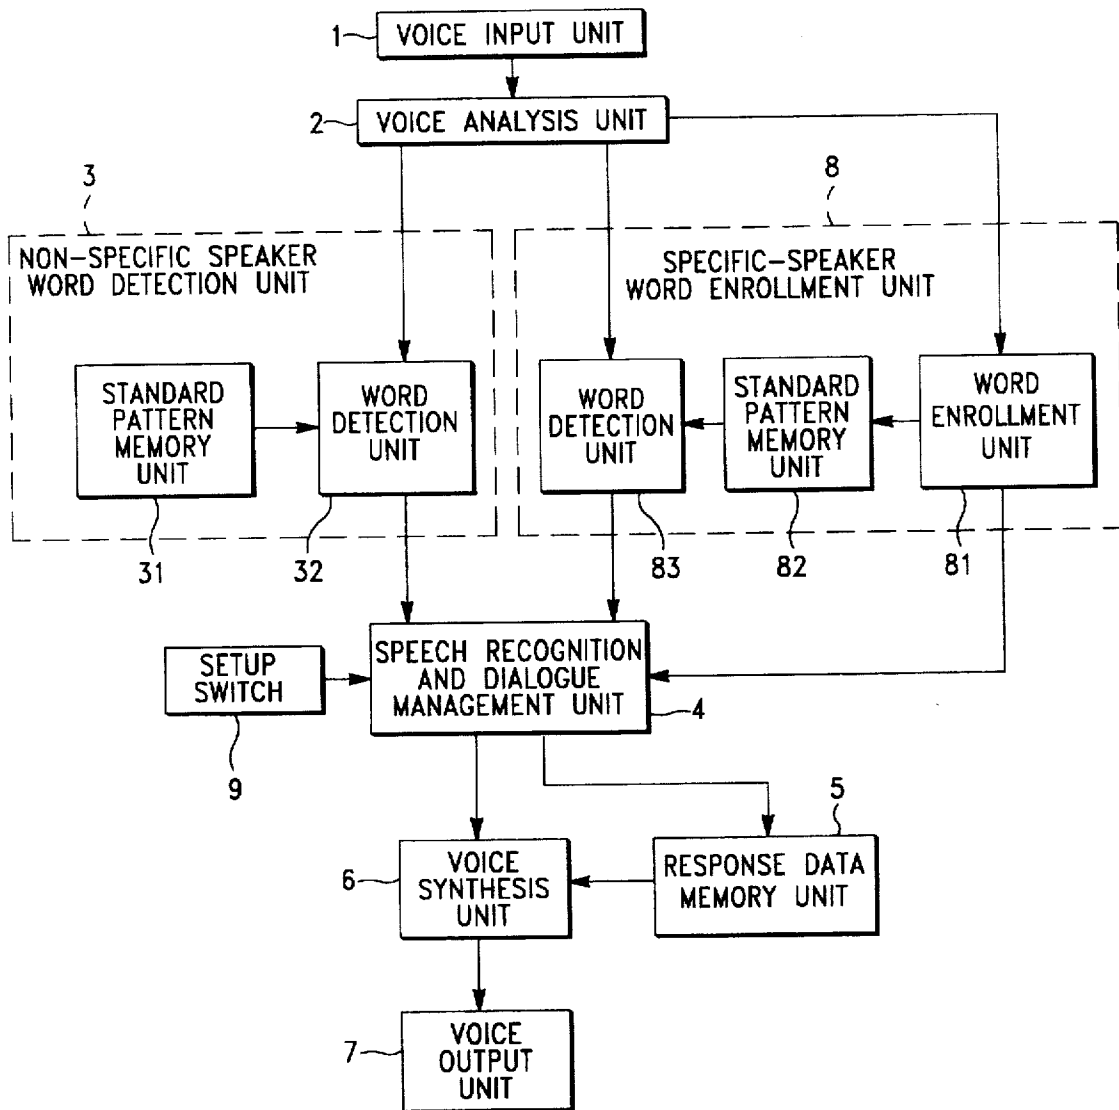 1
VOICE INPUT UNIT
2
VOICE ANALYSIS UNIT
3
8
NON-SPECIFIC SPEAKER
WORD DETECTION UNIT
SPECIFIC-SPEAKER
WORD ENROLLMENT UNIT
STANDARD
PATTERN
MEMORY
UNIT
WORD
DETECTION
UNIT
WORD
DETECTION
UNIT
STANDARD
PATTERN
MEMORY
UNIT
WORD
ENROLLMENT
UNIT
31
32
83
82
81
SETUP
SWITCH
SPEECH RECOGNITION
AND DIALOGUE
MANAGEMENT UNIT
4
9
5
6
VOICE
SYNTHESIS
UNIT
RESPONSE DATA
MEMORY UNIT
7
VOICE
OUTPUT
UNIT